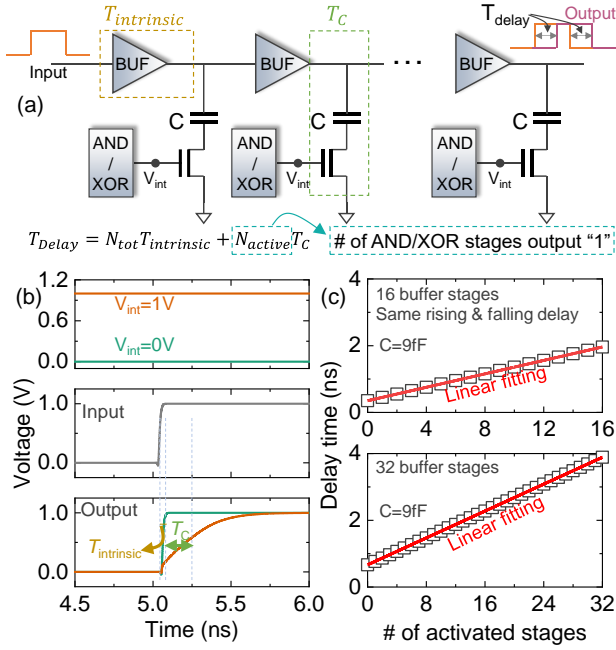 T_intrinsic
T_C
T_delay
Output
Input
BUF
BUF
BUF
(a)
C
C
C
AND
/
XOR
V_int
AND
/
XOR
V_int
AND
/
XOR
V_int
T_Delay = N_tot T_intrinsic + N_active T_C
# of AND/XOR stages output “1”
(b)
1.2
0.6
0.0
V_int=1V
V_int=0V
Input
1.0
0.0
Output
1.0
0.0
T_C
T_intrinsic
4.5 5.0 5.5 6.0
Voltage (V)
Time (ns)
(c)
16 buffer stages
Same rising & falling delay
C=9fF
Linear fitting
4
2
0
0 4 8 12 16
32 buffer stages
C=9fF
Linear fitting
4
2
0
0 8 16 24 32
Delay time (ns)
# of activated stages